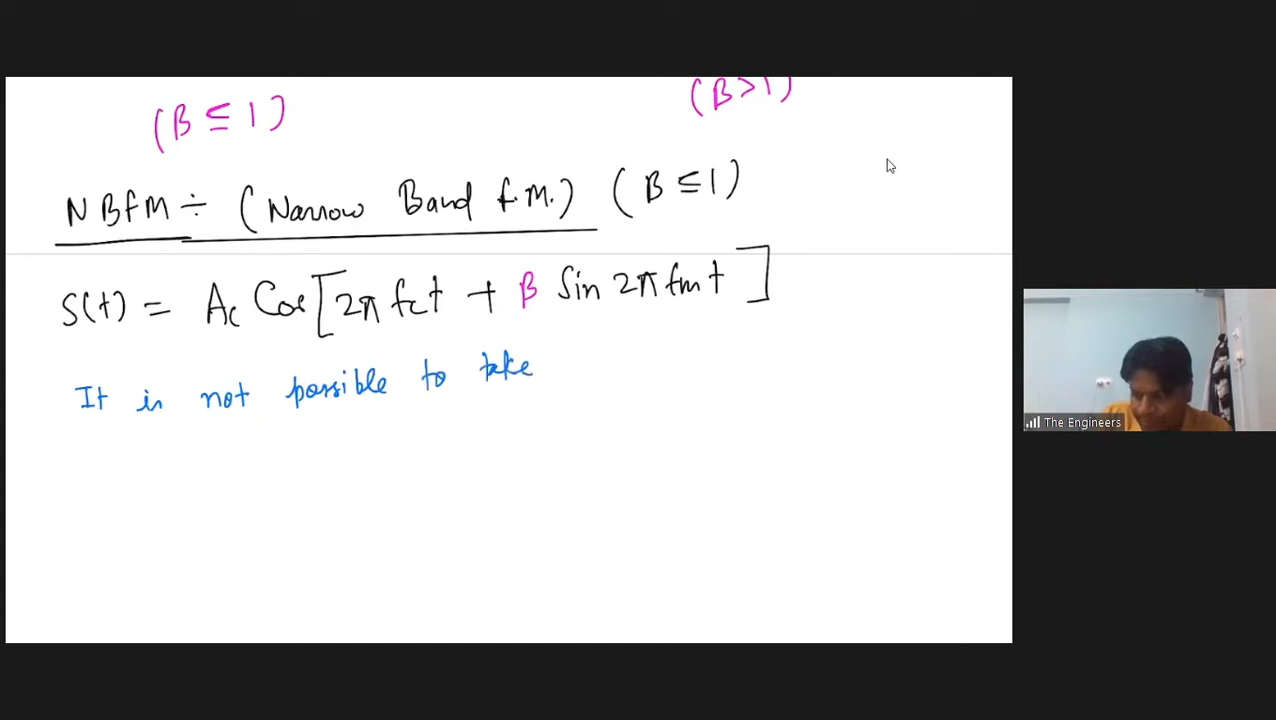 (β ≤ 1)
(β>1)
NBFM ÷ (Narrow Band F.M.) (β ≤ 1)
S(t) = Ac Cos[2π fct + β Sin 2π fmt]
It is not possible to take
The Engineers